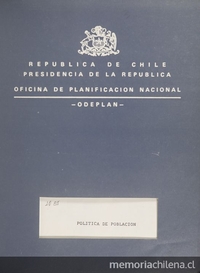 REPUBLICA DE CHILE
PRESIDENCIA DE LA REPUBLICA
OFICINA DE PLANIFICACION NACIONAL
-ODEPLAN-
POLITICA DE POBLACION
memoriachilena.cl